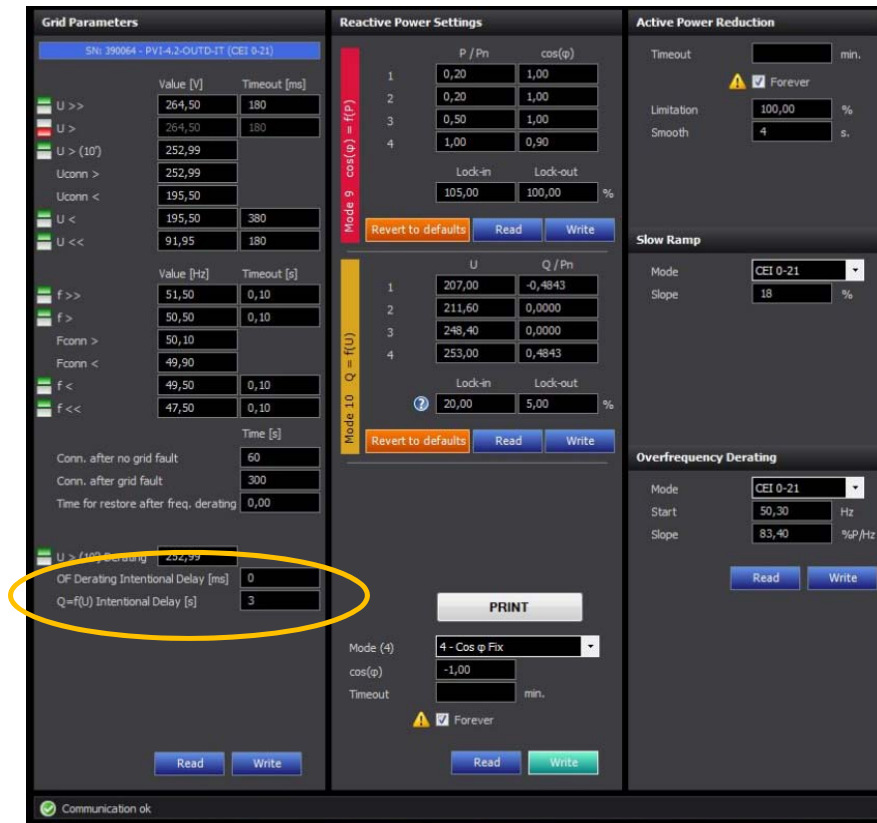 Grid Parameters
SN: 390064 - PVI-4.2-OUTD-IT (CEI 0-21)
Value [V] Timeout [ms]
U >> 264,50 180
U > 264,50 180
U > (10') 252,99
Uconn > 252,99
Uconn < 195,50
U < 195,50 380
U << 91,95 180
Value [Hz] Timeout [s]
f >> 51,50 0,10
f > 50,50 0,10
Fconn > 50,10
Fconn < 49,90
f < 49,50 0,10
f << 47,50 0,10
Time [s]
Conn. after no grid fault 60
Conn. after grid fault 300
Time for restore after freq. derating 0,00
U > (10') Derating 252,99
OF Derating Intentional Delay [ms] 0
Q=f(U) Intentional Delay [s] 3
Read Write
Reactive Power Settings
Mode 9 cos(φ) = f(P)
P / Pn cos(φ)
1 0,20 1,00
2 0,20 1,00
3 0,50 1,00
4 1,00 0,90
Lock-in Lock-out
105,00 100,00 %
Revert to defaults Read Write
Mode 10 Q = f(U)
U Q / Pn
1 207,00 -0,4843
2 211,60 0,0000
3 248,40 0,0000
4 253,00 0,4843
Lock-in Lock-out
? 20,00 5,00 %
Revert to defaults Read Write
PRINT
Mode (4) 4 - Cos φ Fix
cos(φ) -1,00
Timeout min.
Forever
Read Write
Active Power Reduction
Timeout min.
Forever
Limitation 100,00 %
Smooth 4 s.
Slow Ramp
Mode CEI 0-21
Slope 18 %
Overfrequency Derating
Mode CEI 0-21
Start 50,30 Hz
Slope 83,40 %P/Hz
Read Write
Communication ok